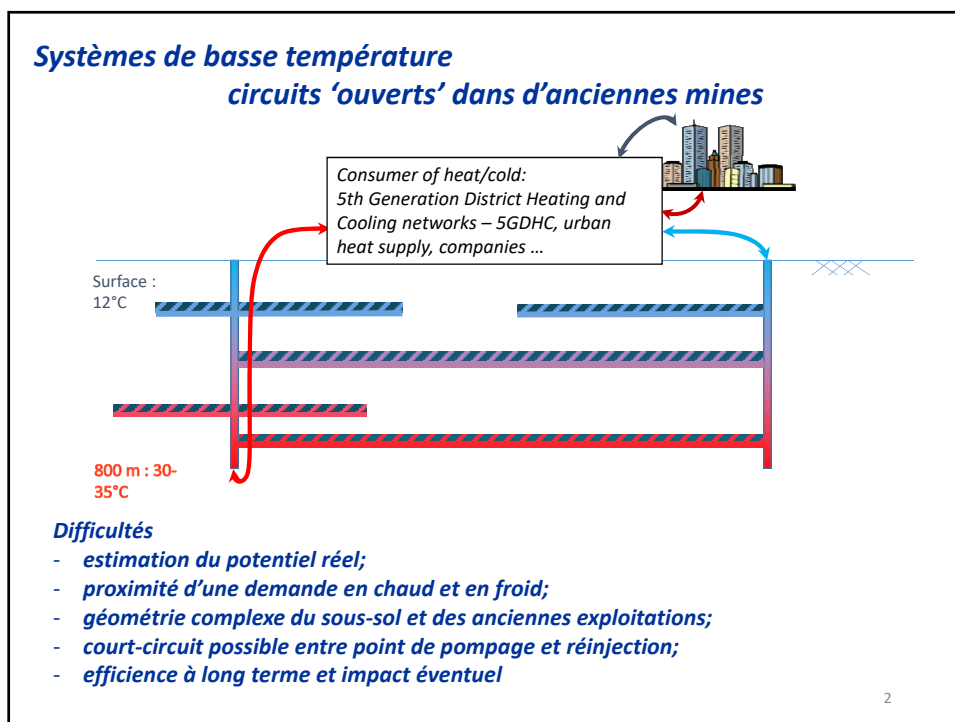 Systèmes de basse température
circuits ‘ouverts’ dans d’anciennes mines
Consumer of heat/cold:
5th Generation District Heating and
Cooling networks – 5GDHC, urban
heat supply, companies …
Surface :
12°C
800 m : 30-
35°C
Difficultés
- estimation du potentiel réel;
- proximité d’une demande en chaud et en froid;
- géométrie complexe du sous-sol et des anciennes exploitations;
- court-circuit possible entre point de pompage et réinjection;
- efficience à long terme et impact éventuel
2